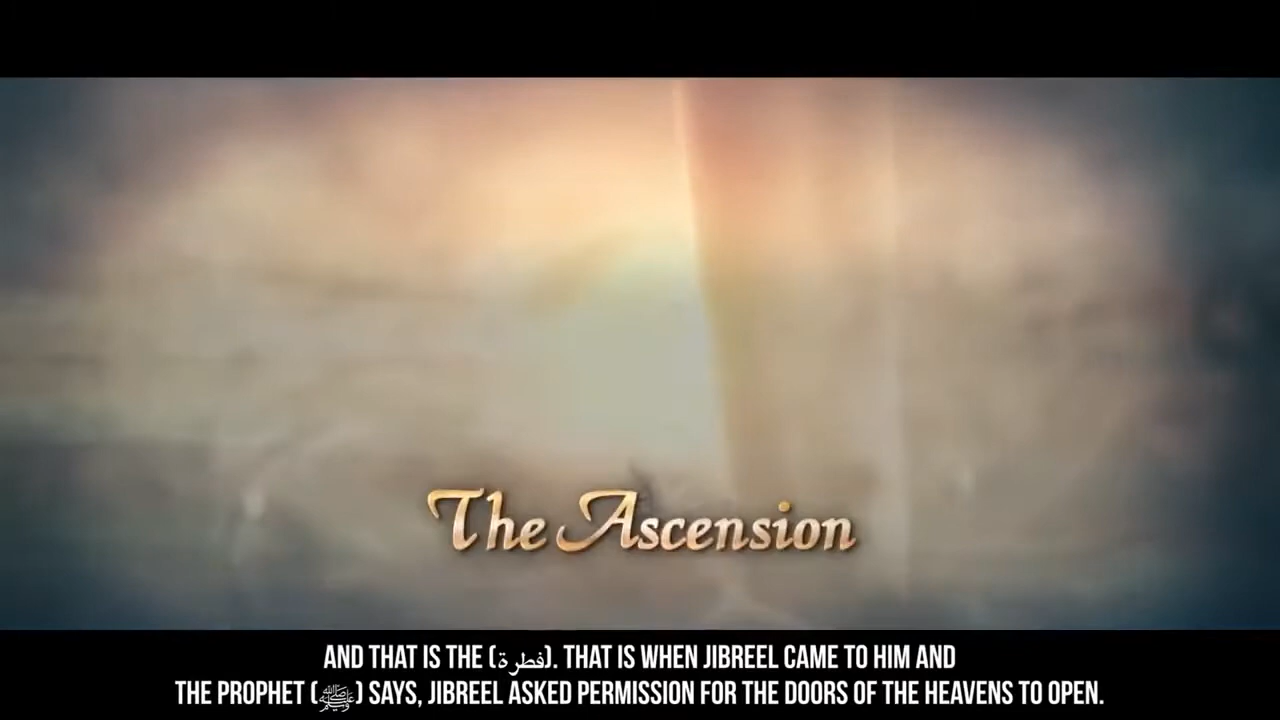 The Ascension
AND THAT IS THE (فطرة). THAT IS WHEN JIBREEL CAME TO HIM AND
THE PROPHET (ﷺ) SAYS, JIBREEL ASKED PERMISSION FOR THE DOORS OF THE HEAVENS TO OPEN.